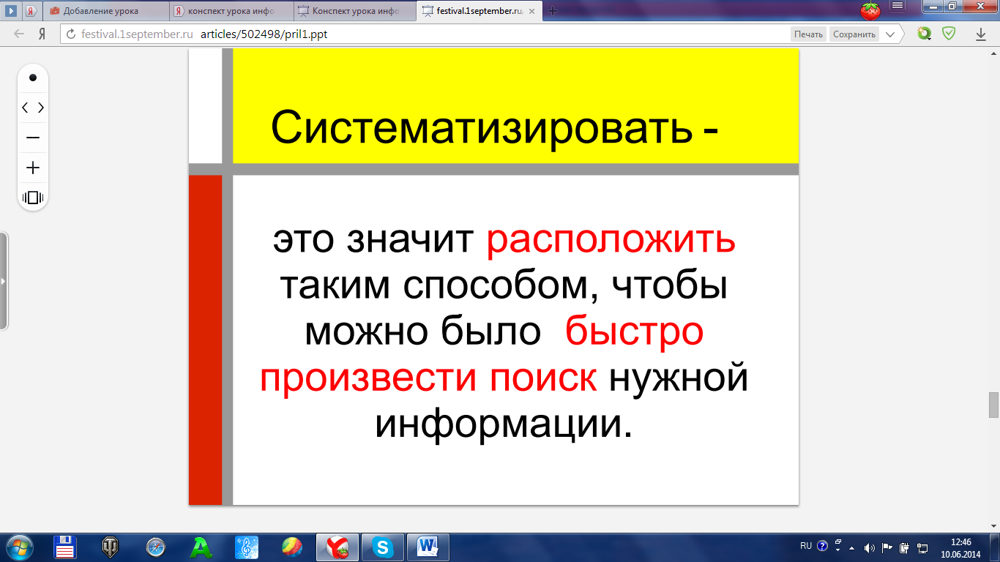 Добавление урока
конспект урока инфо
Конспект урока инфо
festival.1september.ru/
festival.1september.ru articles/502498/pril1.ppt
Печать
Сохранить
Систематизировать -
это значит расположить
таким способом, чтобы
можно было быстро
произвести поиск нужной
информации.
RU
12:46
10.06.2014